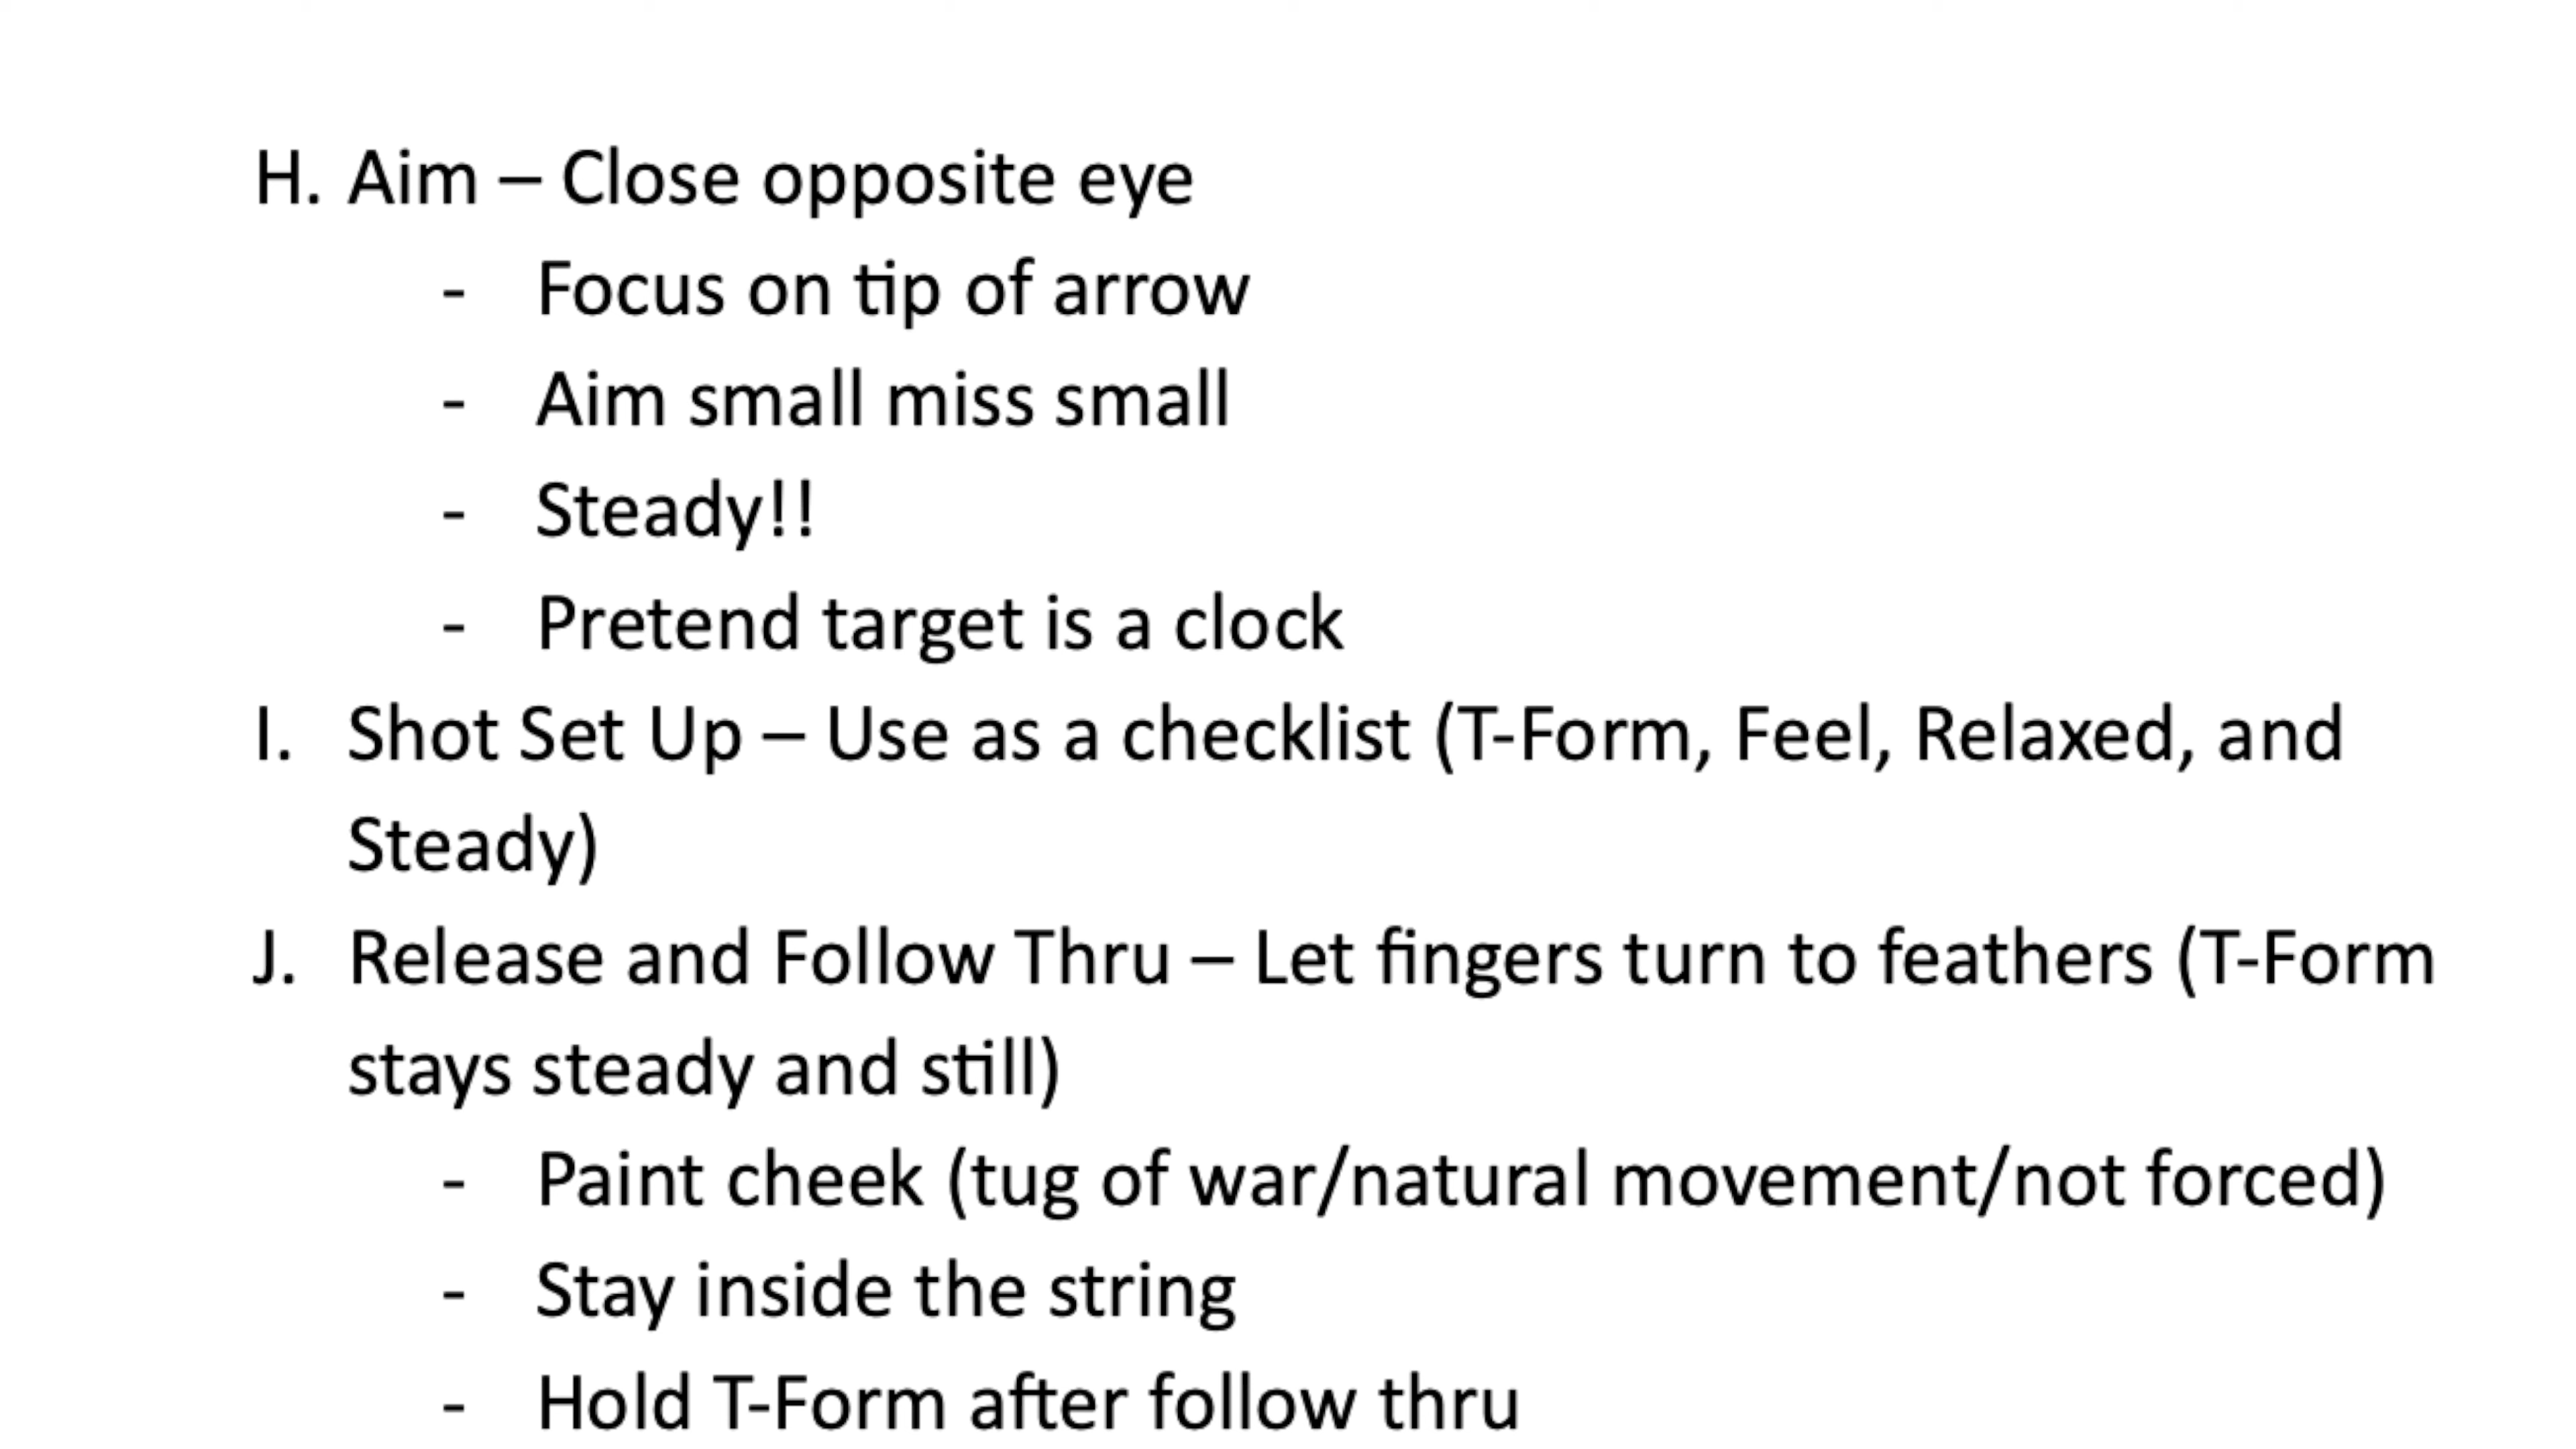 H. Aim – Close opposite eye
- Focus on tip of arrow
- Aim small miss small
- Steady!!
- Pretend target is a clock
I. Shot Set Up – Use as a checklist (T-Form, Feel, Relaxed, and
Steady)
J. Release and Follow Thru – Let fingers turn to feathers (T-Form
stays steady and still)
- Paint cheek (tug of war/natural movement/not forced)
- Stay inside the string
- Hold T-Form after follow thru